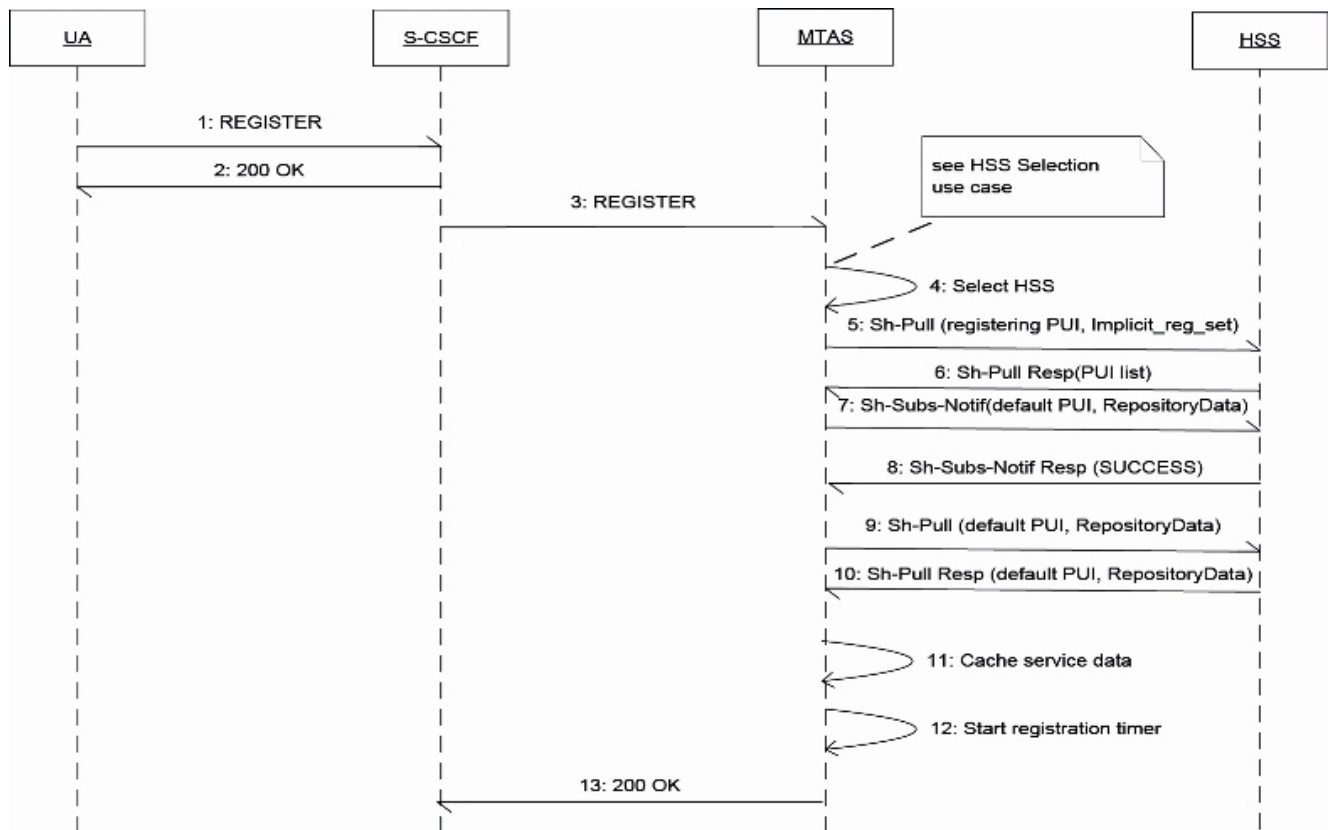 UA
S-CSCF
MTAS
HSS
1: REGISTER
2: 200 OK
3: REGISTER
see HSS Selection
use case
4: Select HSS
5: Sh-Pull (registering PUI, Implicit_reg_set)
6: Sh-Pull Resp(PUI list)
7: Sh-Subs-Notif(default PUI, RepositoryData)
8: Sh-Subs-Notif Resp (SUCCESS)
9: Sh-Pull (default PUI, RepositoryData)
10: Sh-Pull Resp (default PUI, RepositoryData)
11: Cache service data
12: Start registration timer
13: 200 OK